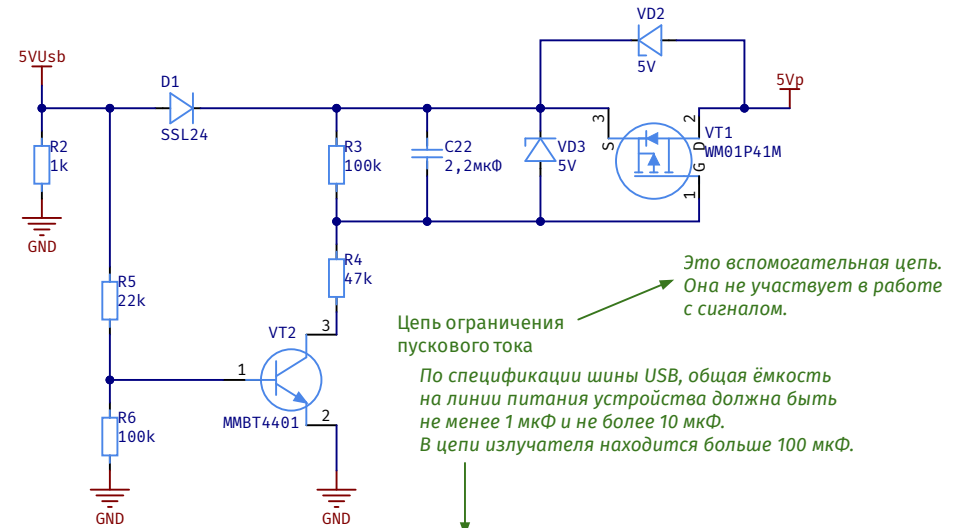 VD2
5V
5VUsb
5Vp
D1
SSL24
R2
1k
R3
100k
C22
2,2мкФ
VD3
5V
3
S
2
D
VT1
WM01P41M
G
1
GND
R4
47k
Это вспомогательная цепь.
Она не участвует в работе
с сигналом.
R5
22k
Цепь ограничения
пускового тока
VT2
3
1
2
MMBT4401
По спецификации шины USB, общая ёмкость
на линии питания устройства должна быть
не менее 1 мкФ и не более 10 мкФ.
В цепи излучателя находится больше 100 мкФ.
R6
100k
GND
GND